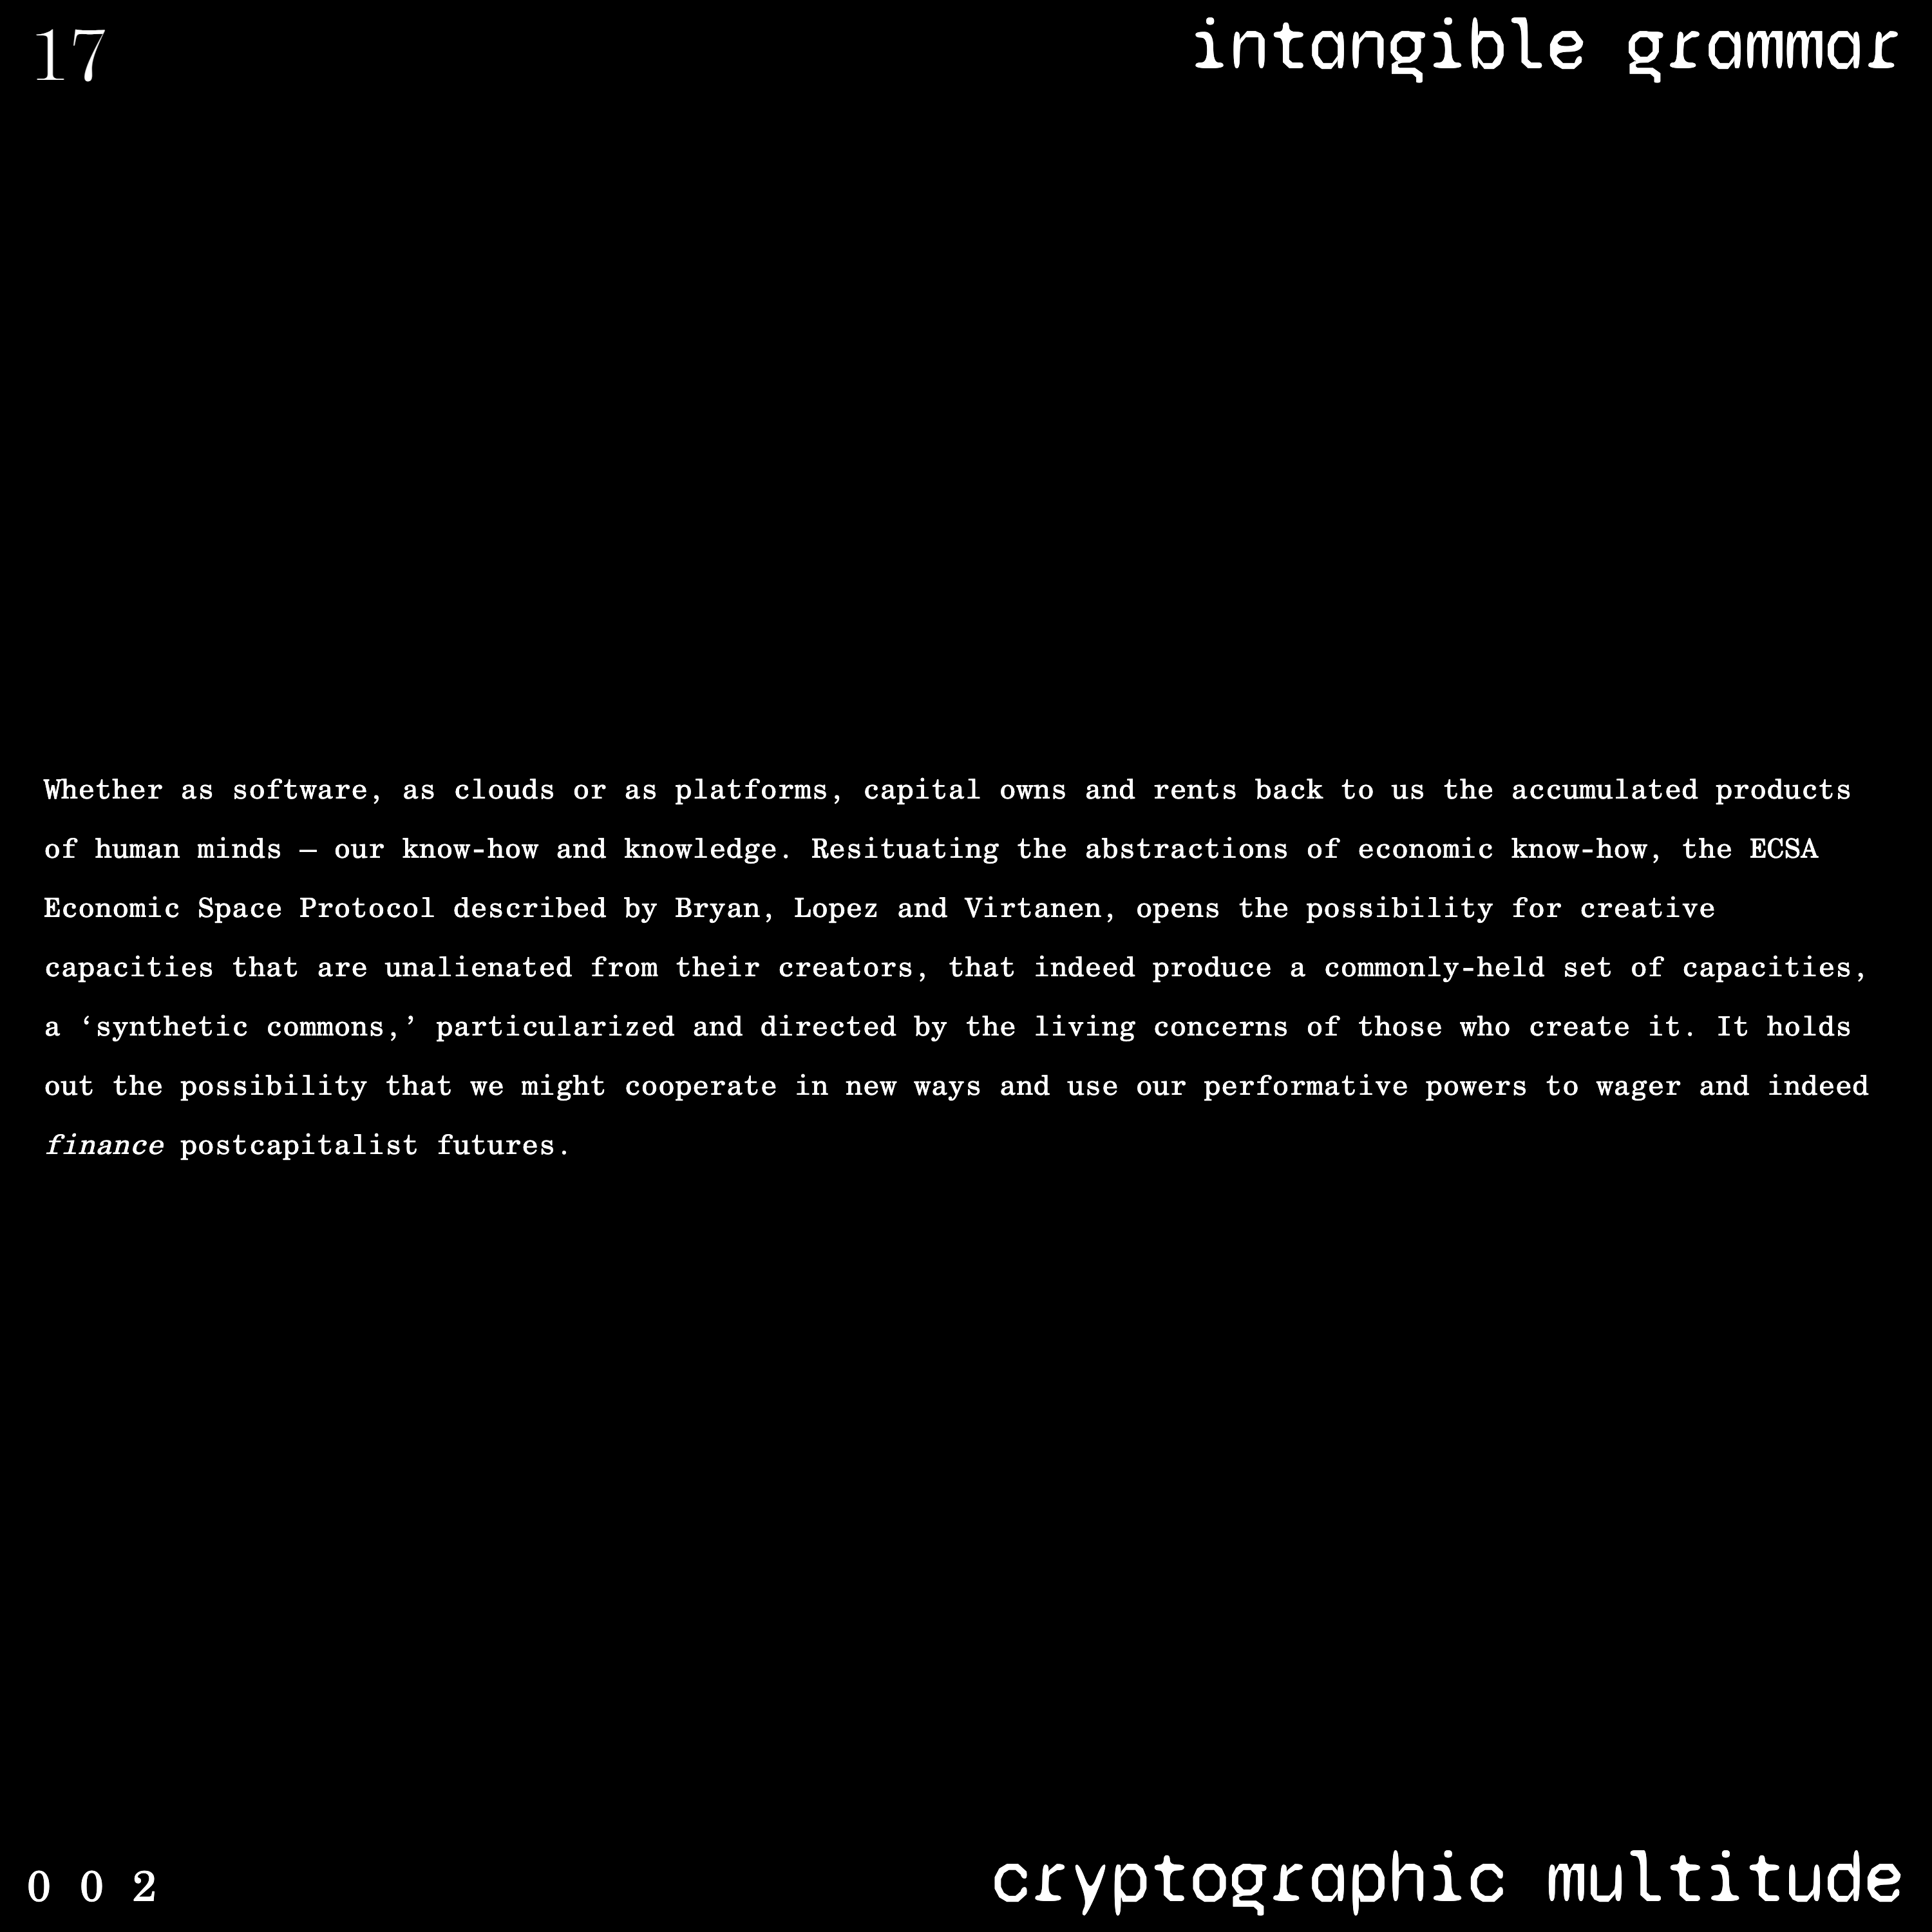 17
intangible grammar
Whether as software, as clouds or as platforms, capital owns and rents back to us the accumulated products
of human minds – our know-how and knowledge. Resituating the abstractions of economic know-how, the ECSA
Economic Space Protocol described by Bryan, Lopez and Virtanen, opens the possibility for creative
capacities that are unalienated from their creators, that indeed produce a commonly-held set of capacities,
a ‘synthetic commons,’ particularized and directed by the living concerns of those who create it. It holds
out the possibility that we might cooperate in new ways and use our performative powers to wager and indeed
finance postcapitalist futures.
0 0 2
cryptographic multitude